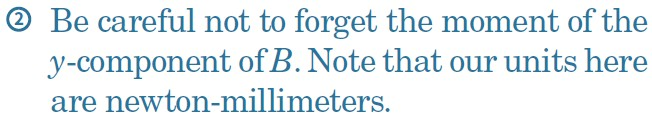 ② Be careful not to forget the moment of the
y-component of B. Note that our units here
are newton-millimeters.